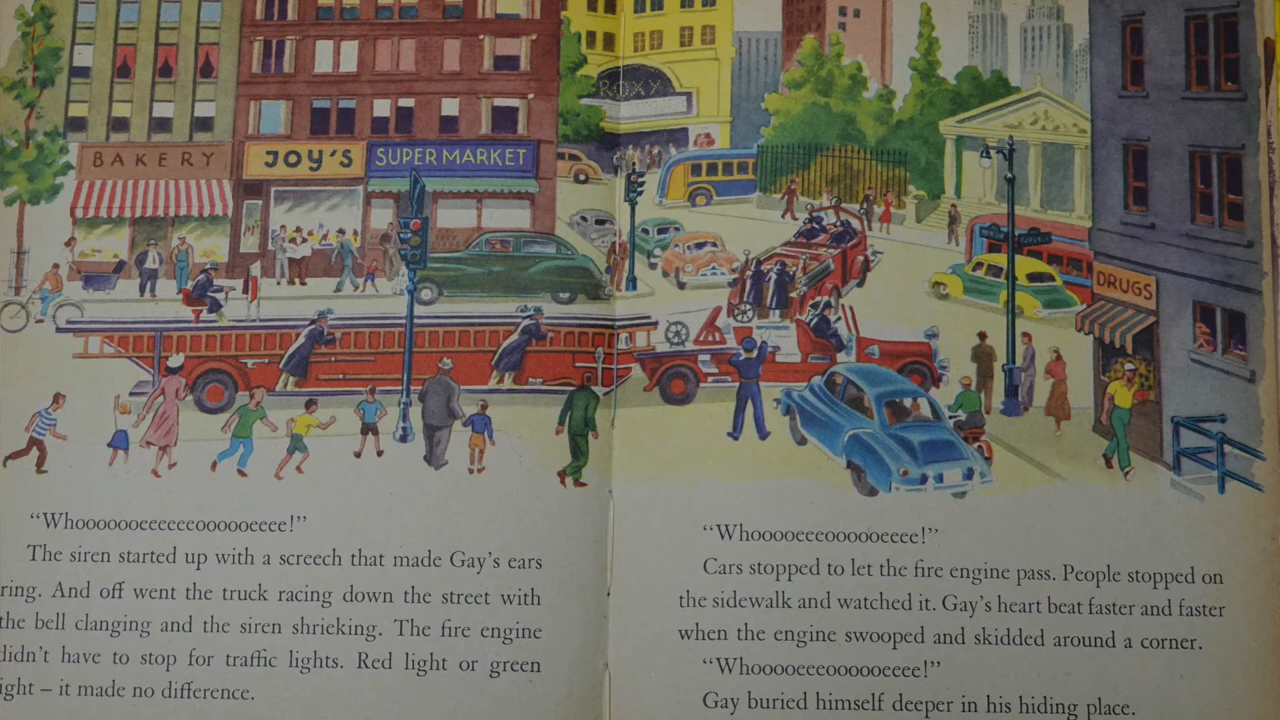 ROXY
BAKERY
JOY'S
SUPER MARKET
DRUGS
“Whooooooeeeeeeoooooeeee!”
The siren started up with a screech that made Gay's ears
ring. And off went the truck racing down the street with
the bell clanging and the siren shrieking. The fire engine
didn't have to stop for traffic lights. Red light or green
ight – it made no difference.
“Whooooeeeoooooeeee!”
Cars stopped to let the fire engine pass. People stopped on
the sidewalk and watched it. Gay's heart beat faster and faster
when the engine swooped and skidded around a corner.
“Whooooeeeoooooeeee!”
Gay buried himself deeper in his hiding place.